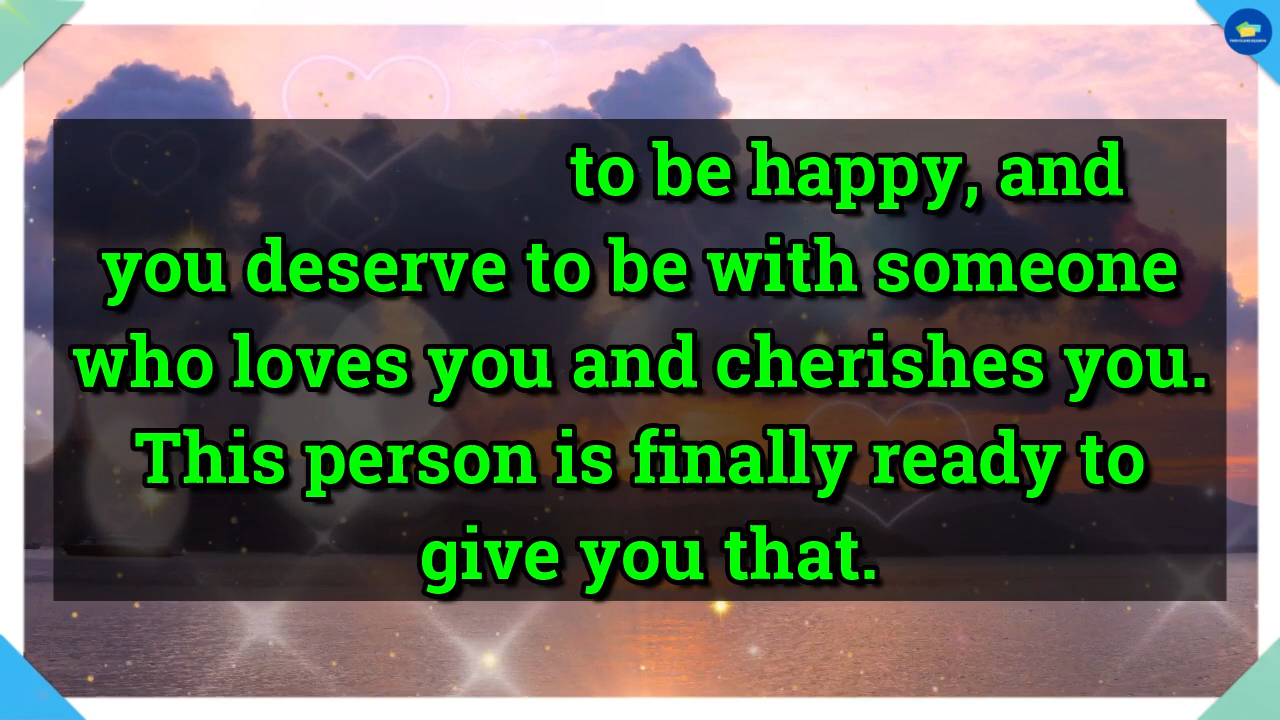 to be happy, and
you deserve to be with someone
who loves you and cherishes you.
This person is finally ready to
give you that.